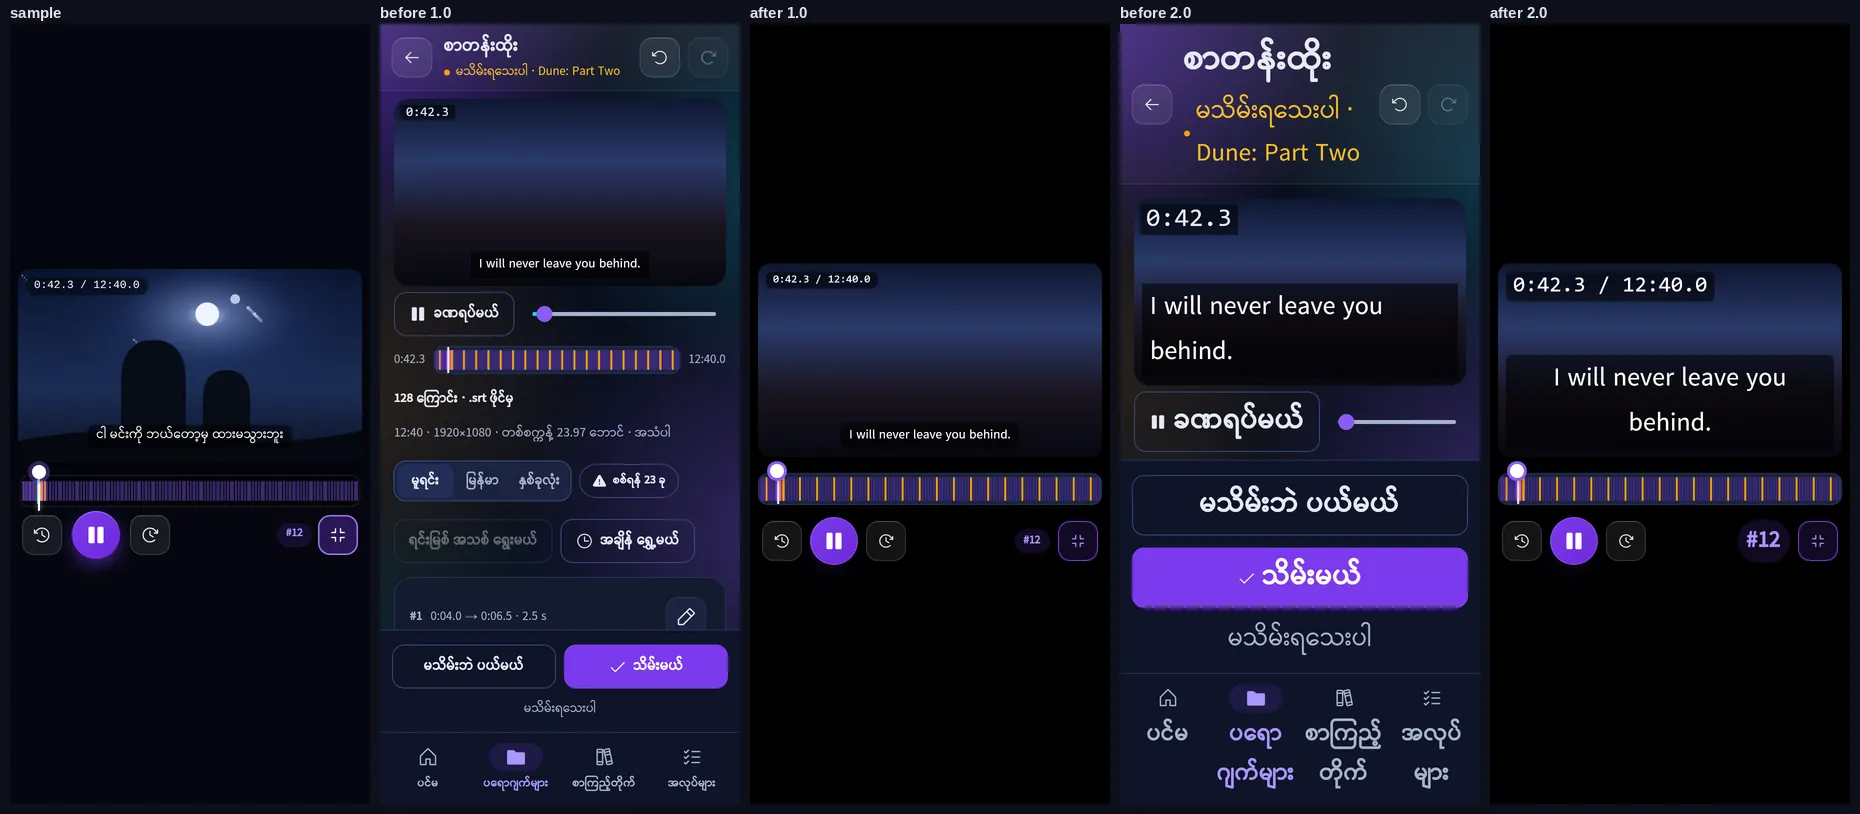 sample
0:42.3 / 12:40.0
ငါ မင်းကို ဘယ်တော့မှ ထားမသွားဘူး
#12
before 1.0
စာတန်းထိုး
မသိမ်းရသေးပါ · Dune: Part Two
0:42.3
I will never leave you behind.
ခဏရပ်မယ်
0:42.3
12:40.0
128 ကြောင်း · .srt ဖိုင်မှ
12:40 · 1920×1080 · တစ်စက္ကန့် 23.97 ဘောင် · အသံပါ
မူရင်း
မြန်မာ
နှစ်ခုလုံး
စစ်ရန် 23 ခု
ရင်းမြစ် အသစ် ရွေးမယ်
အချိန် ရွှေ့မယ်
#1 0:04.0 → 0:06.5 · 2.5 s
မသိမ်းဘဲ ပယ်မယ်
သိမ်းမယ်
မသိမ်းရသေးပါ
ပင်မ
ပရောဂျက်များ
စာကြည့်တိုက်
အလုပ်များ
after 1.0
0:42.3 / 12:40.0
I will never leave you behind.
#12
before 2.0
စာတန်းထိုး
မသိမ်းရသေးပါ ·
Dune: Part Two
0:42.3
I will never leave you
behind.
ခဏရပ်မယ်
မသိမ်းဘဲ ပယ်မယ်
သိမ်းမယ်
မသိမ်းရသေးပါ
ပင်မ
ပရော
ဂျက်များ
စာကြည့်
တိုက်
အလုပ်
များ
after 2.0
0:42.3 / 12:40.0
I will never leave you
behind.
#12